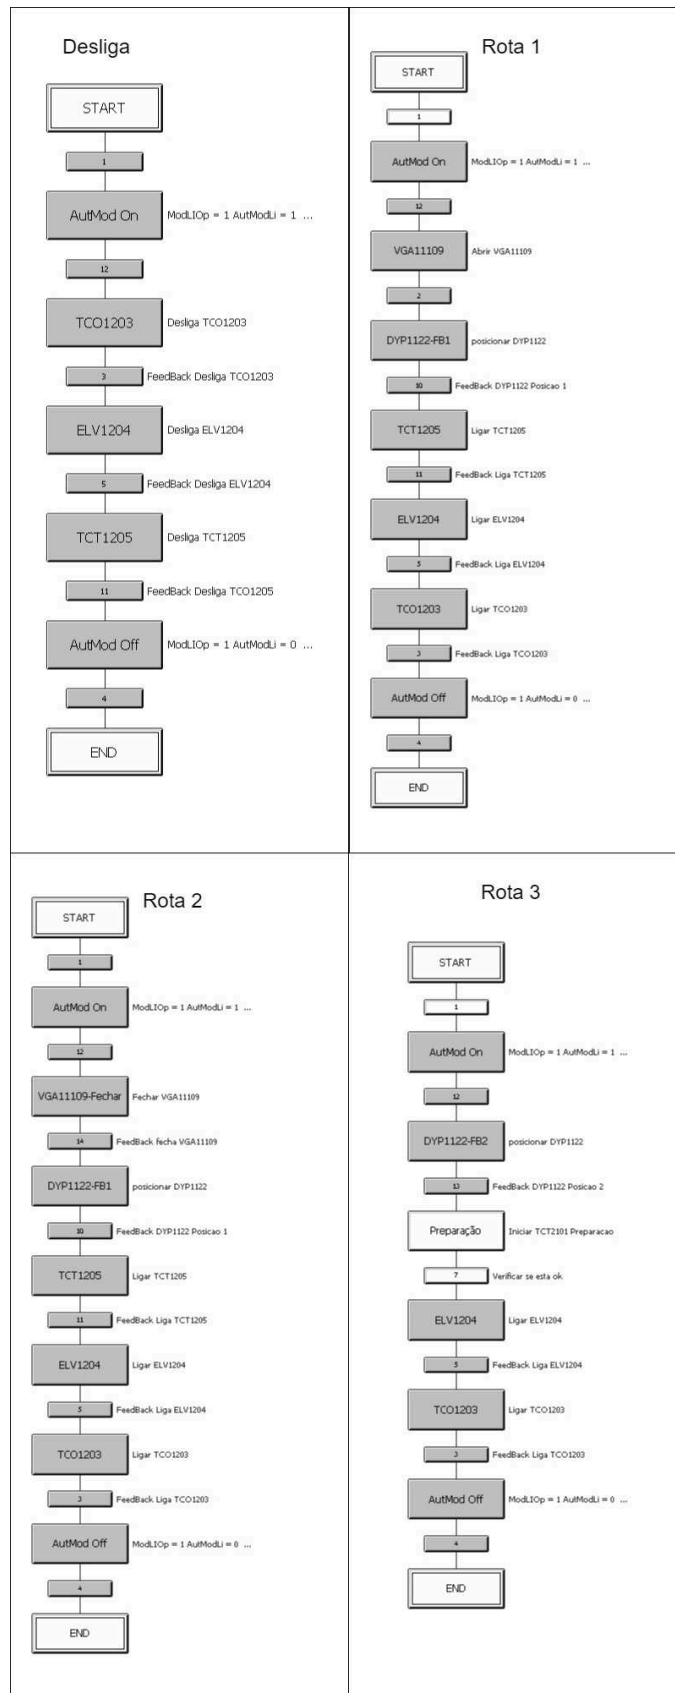 Desliga
START
1
AutMod On ModLIOp = 1 AutModLi = 1 ...
12
TCO1203 Desliga TCO1203
3 FeedBack Desliga TCO1203
ELV1204 Desliga ELV1204
5 FeedBack Desliga ELV1204
TCT1205 Desliga TCT1205
11 FeedBack Desliga TCO1205
AutMod Off ModLIOp = 1 AutModLi = 0 ...
4
END
Rota 1
START
1
AutMod On ModLIOp = 1 AutModLi = 1 ...
12
VGA11109 Abrir VGA11109
2
DYP1122-FB1 posicionar DYP1122
10 FeedBack DYP1122 Posicao 1
TCT1205 Ligar TCT1205
11 FeedBack Liga TCT1205
ELV1204 Ligar ELV1204
5 FeedBack Liga ELV1204
TCO1203 Ligar TCO1203
3 FeedBack Liga TCO1203
AutMod Off ModLIOp = 1 AutModLi = 0 ...
4
END
Rota 2
START
1
AutMod On ModLIOp = 1 AutModLi = 1 ...
12
VGA11109-Fechar Fechar VGA11109
14 FeedBack fecha VGA11109
DYP1122-FB1 posicionar DYP1122
10 FeedBack DYP1122 Posicao 1
TCT1205 Ligar TCT1205
11 FeedBack Liga TCT1205
ELV1204 Ligar ELV1204
5 FeedBack Liga ELV1204
TCO1203 Ligar TCO1203
3 FeedBack Liga TCO1203
AutMod Off ModLIOp = 1 AutModLi = 0 ...
4
END
Rota 3
START
1
AutMod On ModLIOp = 1 AutModLi = 1 ...
12
DYP1122-FB2 posicionar DYP1122
13 FeedBack DYP1122 Posicao 2
Preparação Iniciar TCT2101 Preparacao
7 Verificar se esta ok
ELV1204 Ligar ELV1204
5 FeedBack Liga ELV1204
TCO1203 Ligar TCO1203
3 FeedBack Liga TCO1203
AutMod Off ModLIOp = 1 AutModLi = 0 ...
4
END